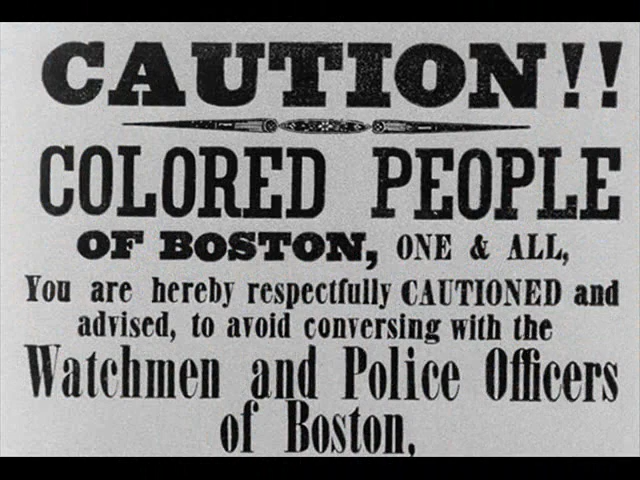 CAUTION!!
COLORED PEOPLE
OF BOSTON, ONE & ALL,
You are hereby respectfully CAUTIONED and
advised, to avoid conversing with the
Watchmen and Police Officers
of Boston,